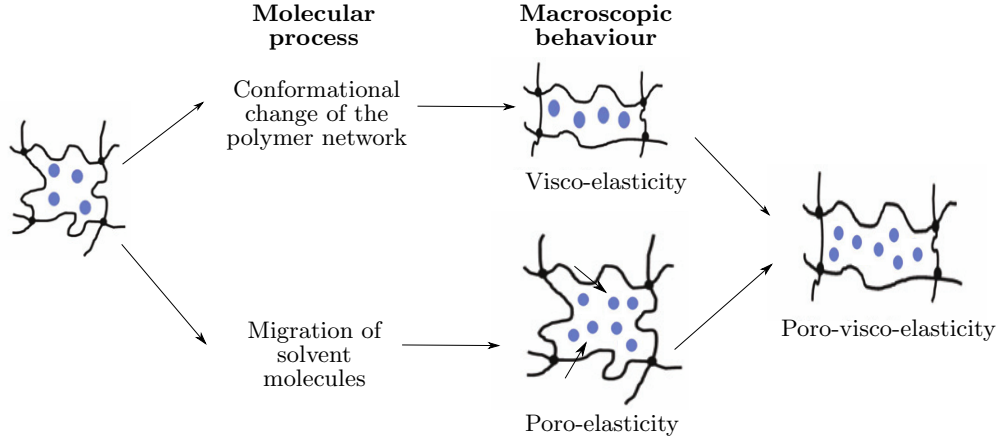 Molecular
process
Macroscopic
behaviour
Conformational
change of the
polymer network
Visco-elasticity
Migration of
solvent
molecules
Poro-elasticity
Poro-visco-elasticity